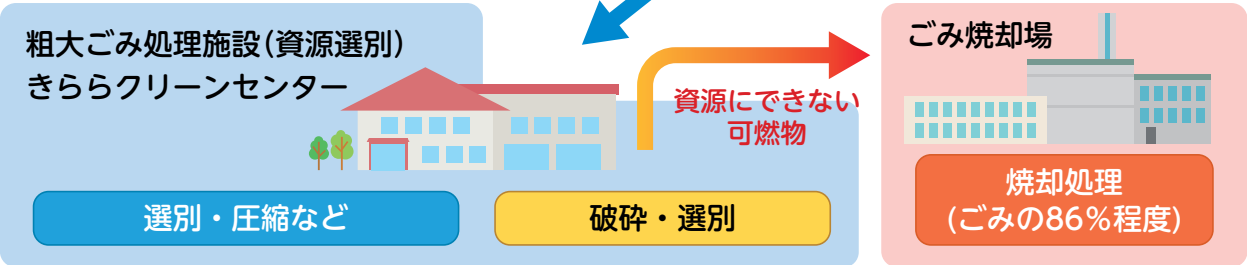 粗大ごみ処理施設(資源選別)
きららクリーンセンター
資源にできない
可燃物
選別・圧縮など
破砕・選別
ごみ焼却場
焼却処理
(ごみの86%程度)